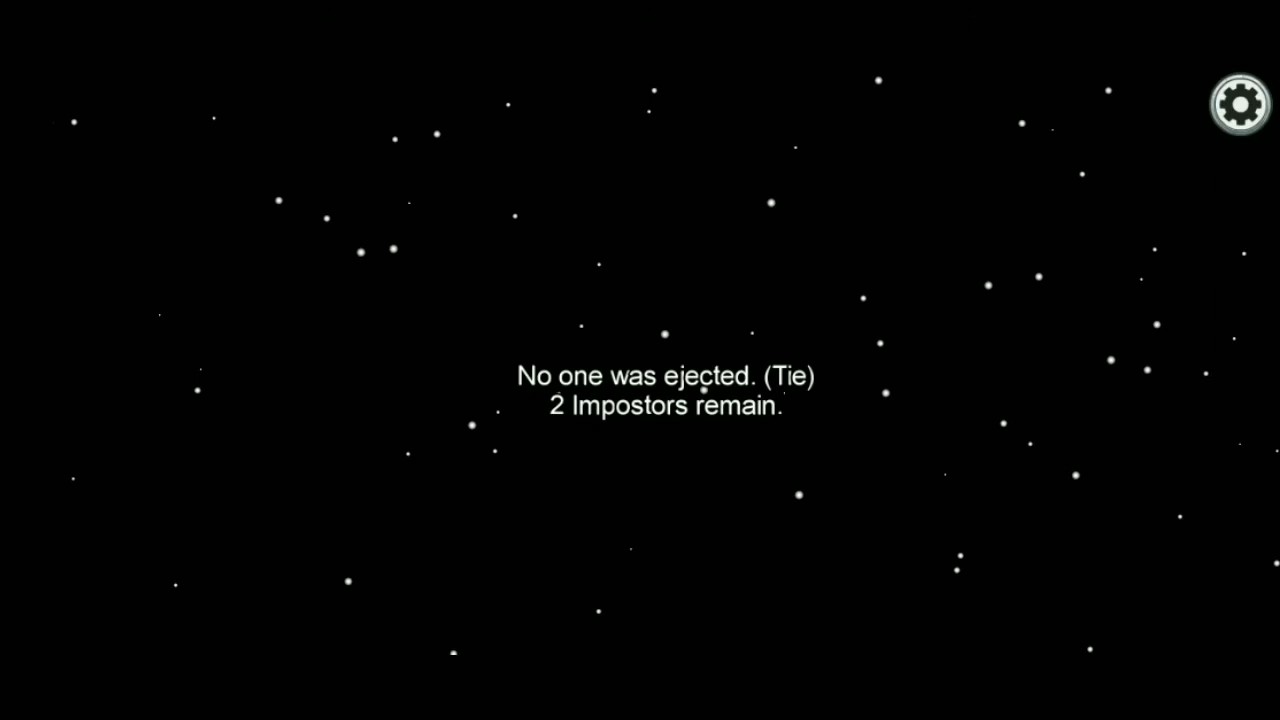 No one was ejected. (Tie)
2 Impostors remain.